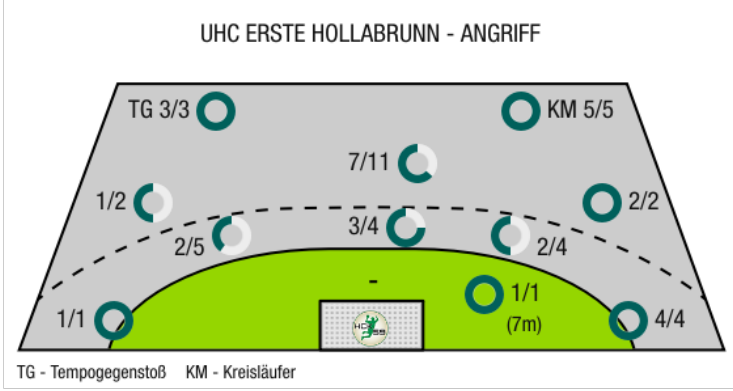 UHC ERSTE HOLLABRUNN - ANGRIFF
TG 3/3
KM 5/5
7/11
1/2
2/2
3/4
2/5
2/4
-
1/1
(7m)
1/1
4/4
TG - Tempogegenstoß KM - Kreisläufer